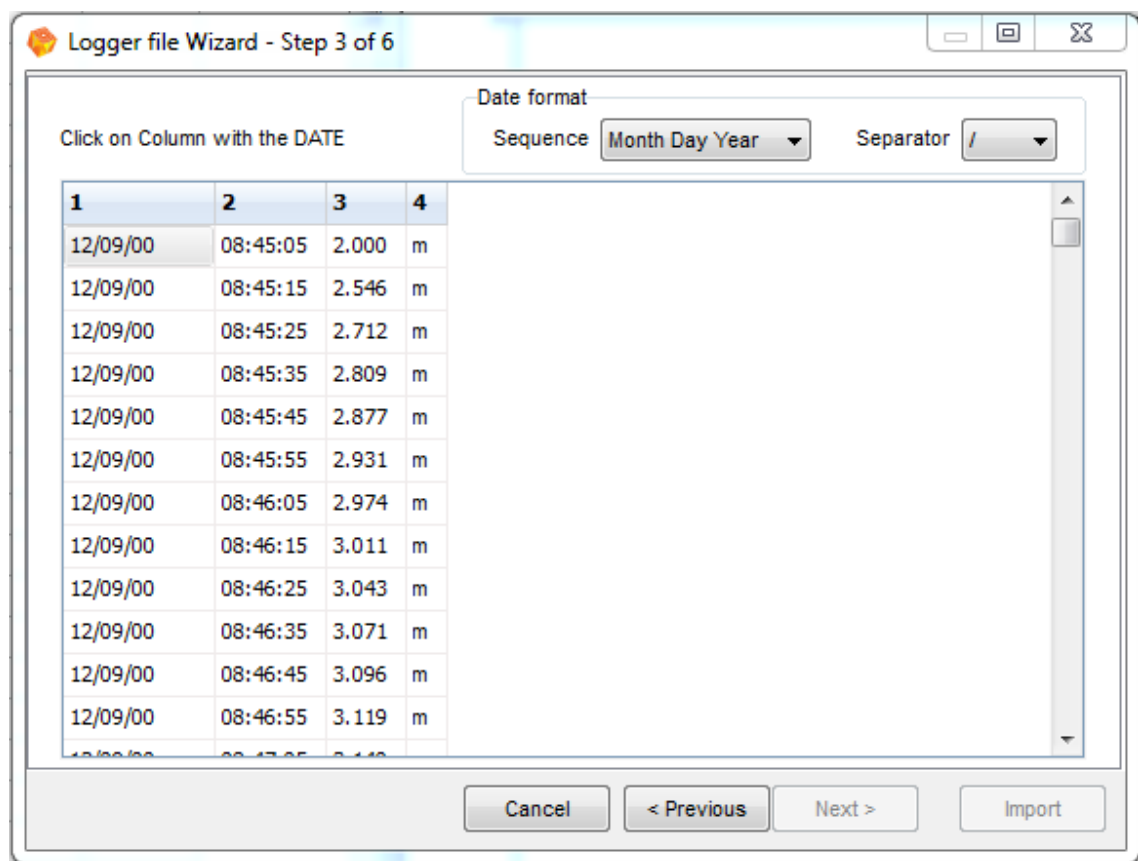 Logger file Wizard - Step 3 of 6
Date format
Click on Column with the DATE Sequence Month Day Year Separator /
1 2 3 4
12/09/00 08:45:05 2.000 m
12/09/00 08:45:15 2.546 m
12/09/00 08:45:25 2.712 m
12/09/00 08:45:35 2.809 m
12/09/00 08:45:45 2.877 m
12/09/00 08:45:55 2.931 m
12/09/00 08:46:05 2.974 m
12/09/00 08:46:15 3.011 m
12/09/00 08:46:25 3.043 m
12/09/00 08:46:35 3.071 m
12/09/00 08:46:45 3.096 m
12/09/00 08:46:55 3.119 m
Cancel < Previous Next > Import